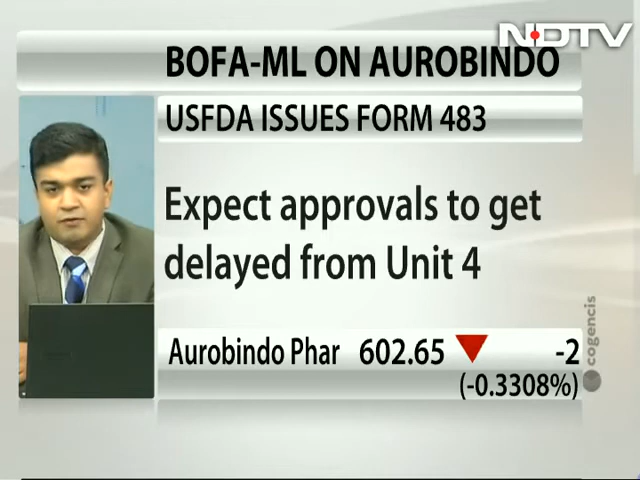 NDTV
BOFA-ML ON AUROBINDO
USFDA ISSUES FORM 483
Expect approvals to get
delayed from Unit 4
Aurobindo Phar 602.65 -2
(-0.3308%)
cogencis